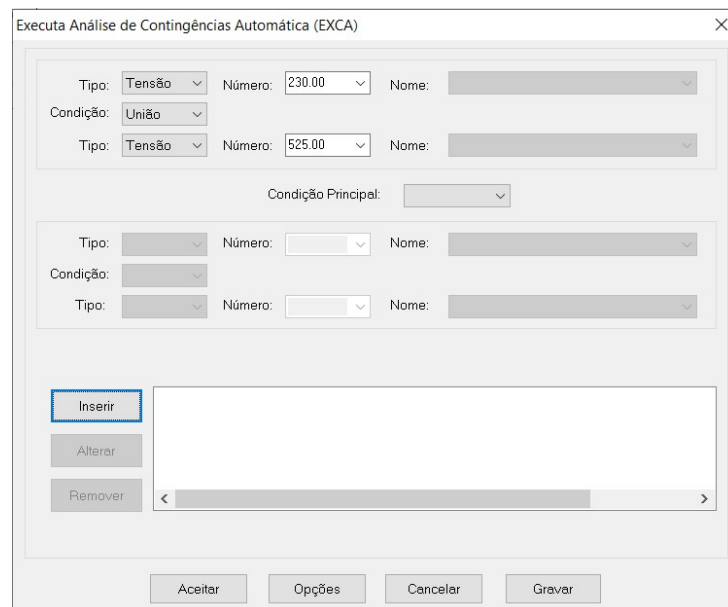 Executa Análise de Contingências Automática (EXCA)
Tipo: Tensão Número: 230.00 Nome:
Condição: União
Tipo: Tensão Número: 525.00 Nome:
Condição Principal:
Tipo: Número: Nome:
Condição:
Tipo: Número: Nome:
Inserir
Alterar
Remover
Aceitar Opções Cancelar Gravar